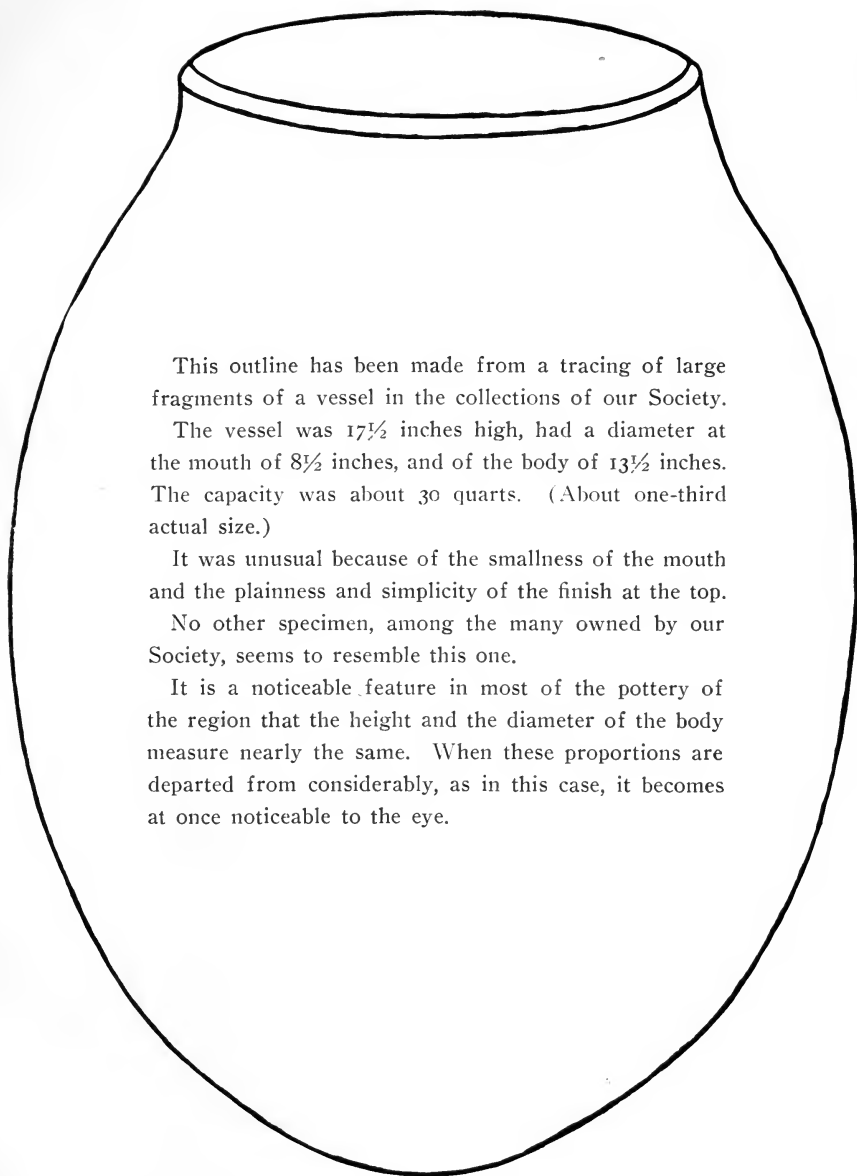 This outline has been made from a tracing of large
fragments of a vessel in the collections of our Society.
The vessel was 17½ inches high, had a diameter at
the mouth of 8½ inches, and of the body of 13½ inches.
The capacity was about 30 quarts. (About one-third
actual size.)
It was unusual because of the smallness of the mouth
and the plainness and simplicity of the finish at the top.
No other specimen, among the many owned by our
Society, seems to resemble this one.
It is a noticeable feature in most of the pottery of
the region that the height and the diameter of the body
measure nearly the same. When these proportions are
departed from considerably, as in this case, it becomes
at once noticeable to the eye.